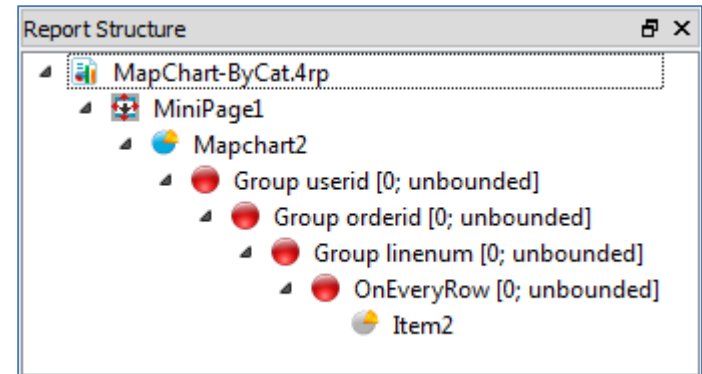 Report Structure
MapChart-ByCat.4rp
MiniPage1
Mapchart2
Group userid [0; unbounded]
Group orderid [0; unbounded]
Group linenum [0; unbounded]
OnEveryRow [0; unbounded]
Item2